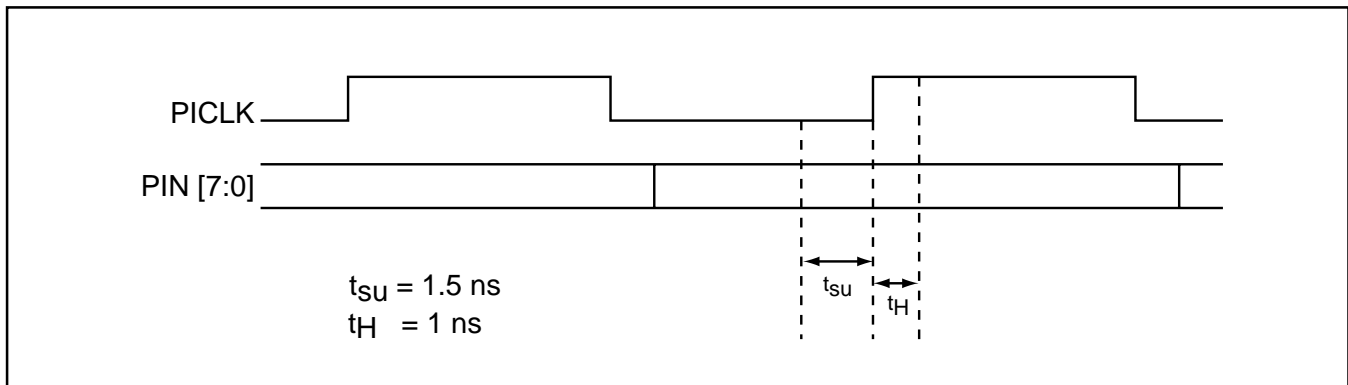 PICLK
PIN [7:0]
tsu
tH
tsu = 1.5 ns
tH = 1 ns